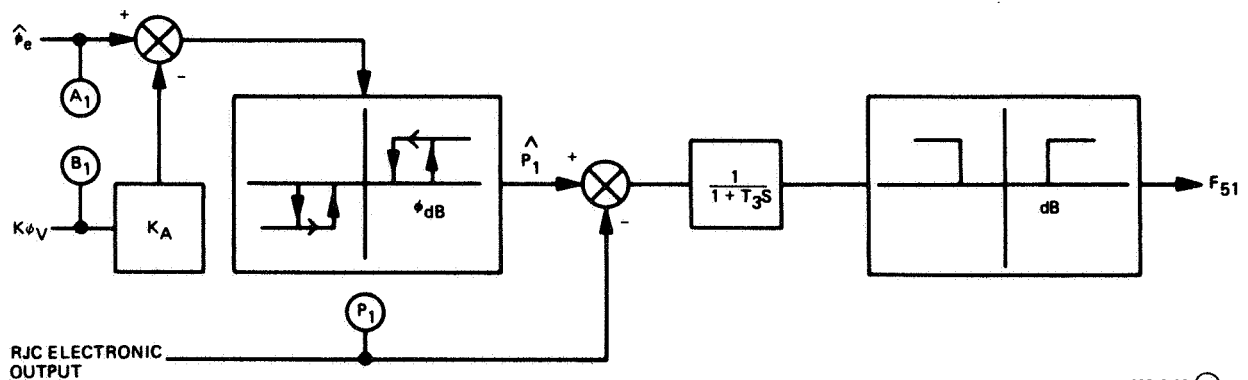 +
φ̂e
−
A1
B1
KφV
KA
φdB
P̂1
+
−
1
1 + T3S
dB
F51
P1
RJC ELECTRONIC
OUTPUT